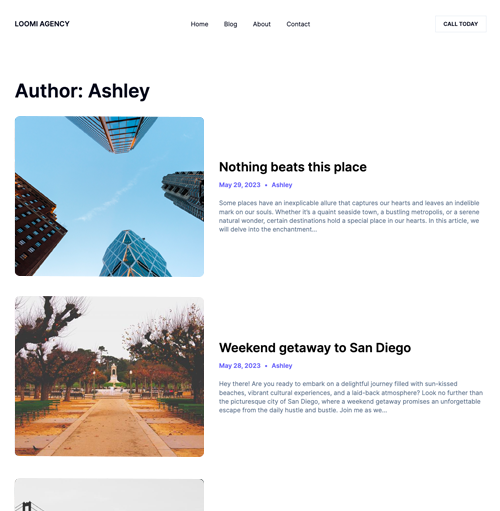 LOOMI AGENCY
Home
Blog
About
Contact
CALL TODAY
Author: Ashley
Nothing beats this place
May 29, 2023 • Ashley
Some places have an inexplicable allure that captures our hearts and leaves an indelible
mark on our souls. Whether it's a quaint seaside town, a bustling metropolis, or a serene
natural wonder, certain destinations hold a special place in our hearts. In this article, we
will delve into the enchantment...
Weekend getaway to San Diego
May 28, 2023 • Ashley
Hey there! Are you ready to embark on a delightful journey filled with sun-kissed
beaches, vibrant cultural experiences, and a laid-back atmosphere? Look no further than
the picturesque city of San Diego, where a weekend getaway promises an unforgettable
escape from the daily hustle and bustle. Join me as we...